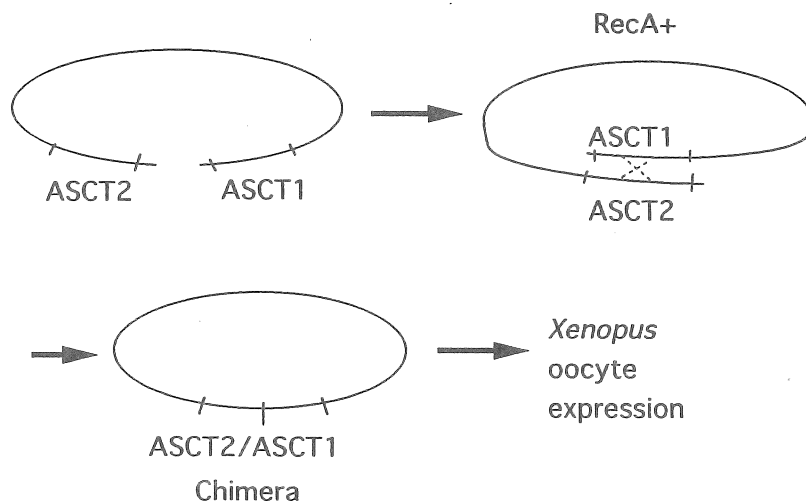 RecA+
ASCT2
ASCT1
ASCT1
ASCT2
ASCT2/ASCT1
Chimera
Xenopus
oocyte
expression